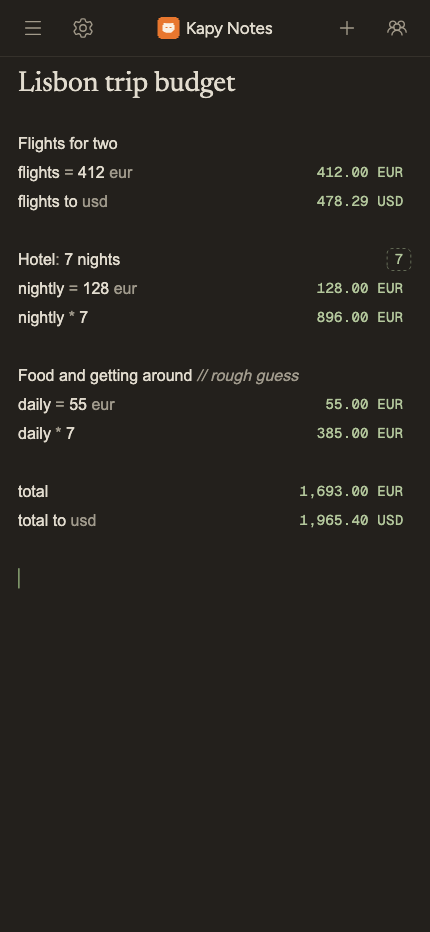 Kapy Notes
Lisbon trip budget
Flights for two
flights = 412 eur 412.00 EUR
flights to usd 478.29 USD
Hotel: 7 nights 7
nightly = 128 eur 128.00 EUR
nightly * 7 896.00 EUR
Food and getting around // rough guess
daily = 55 eur 55.00 EUR
daily * 7 385.00 EUR
total 1,693.00 EUR
total to usd 1,965.40 USD